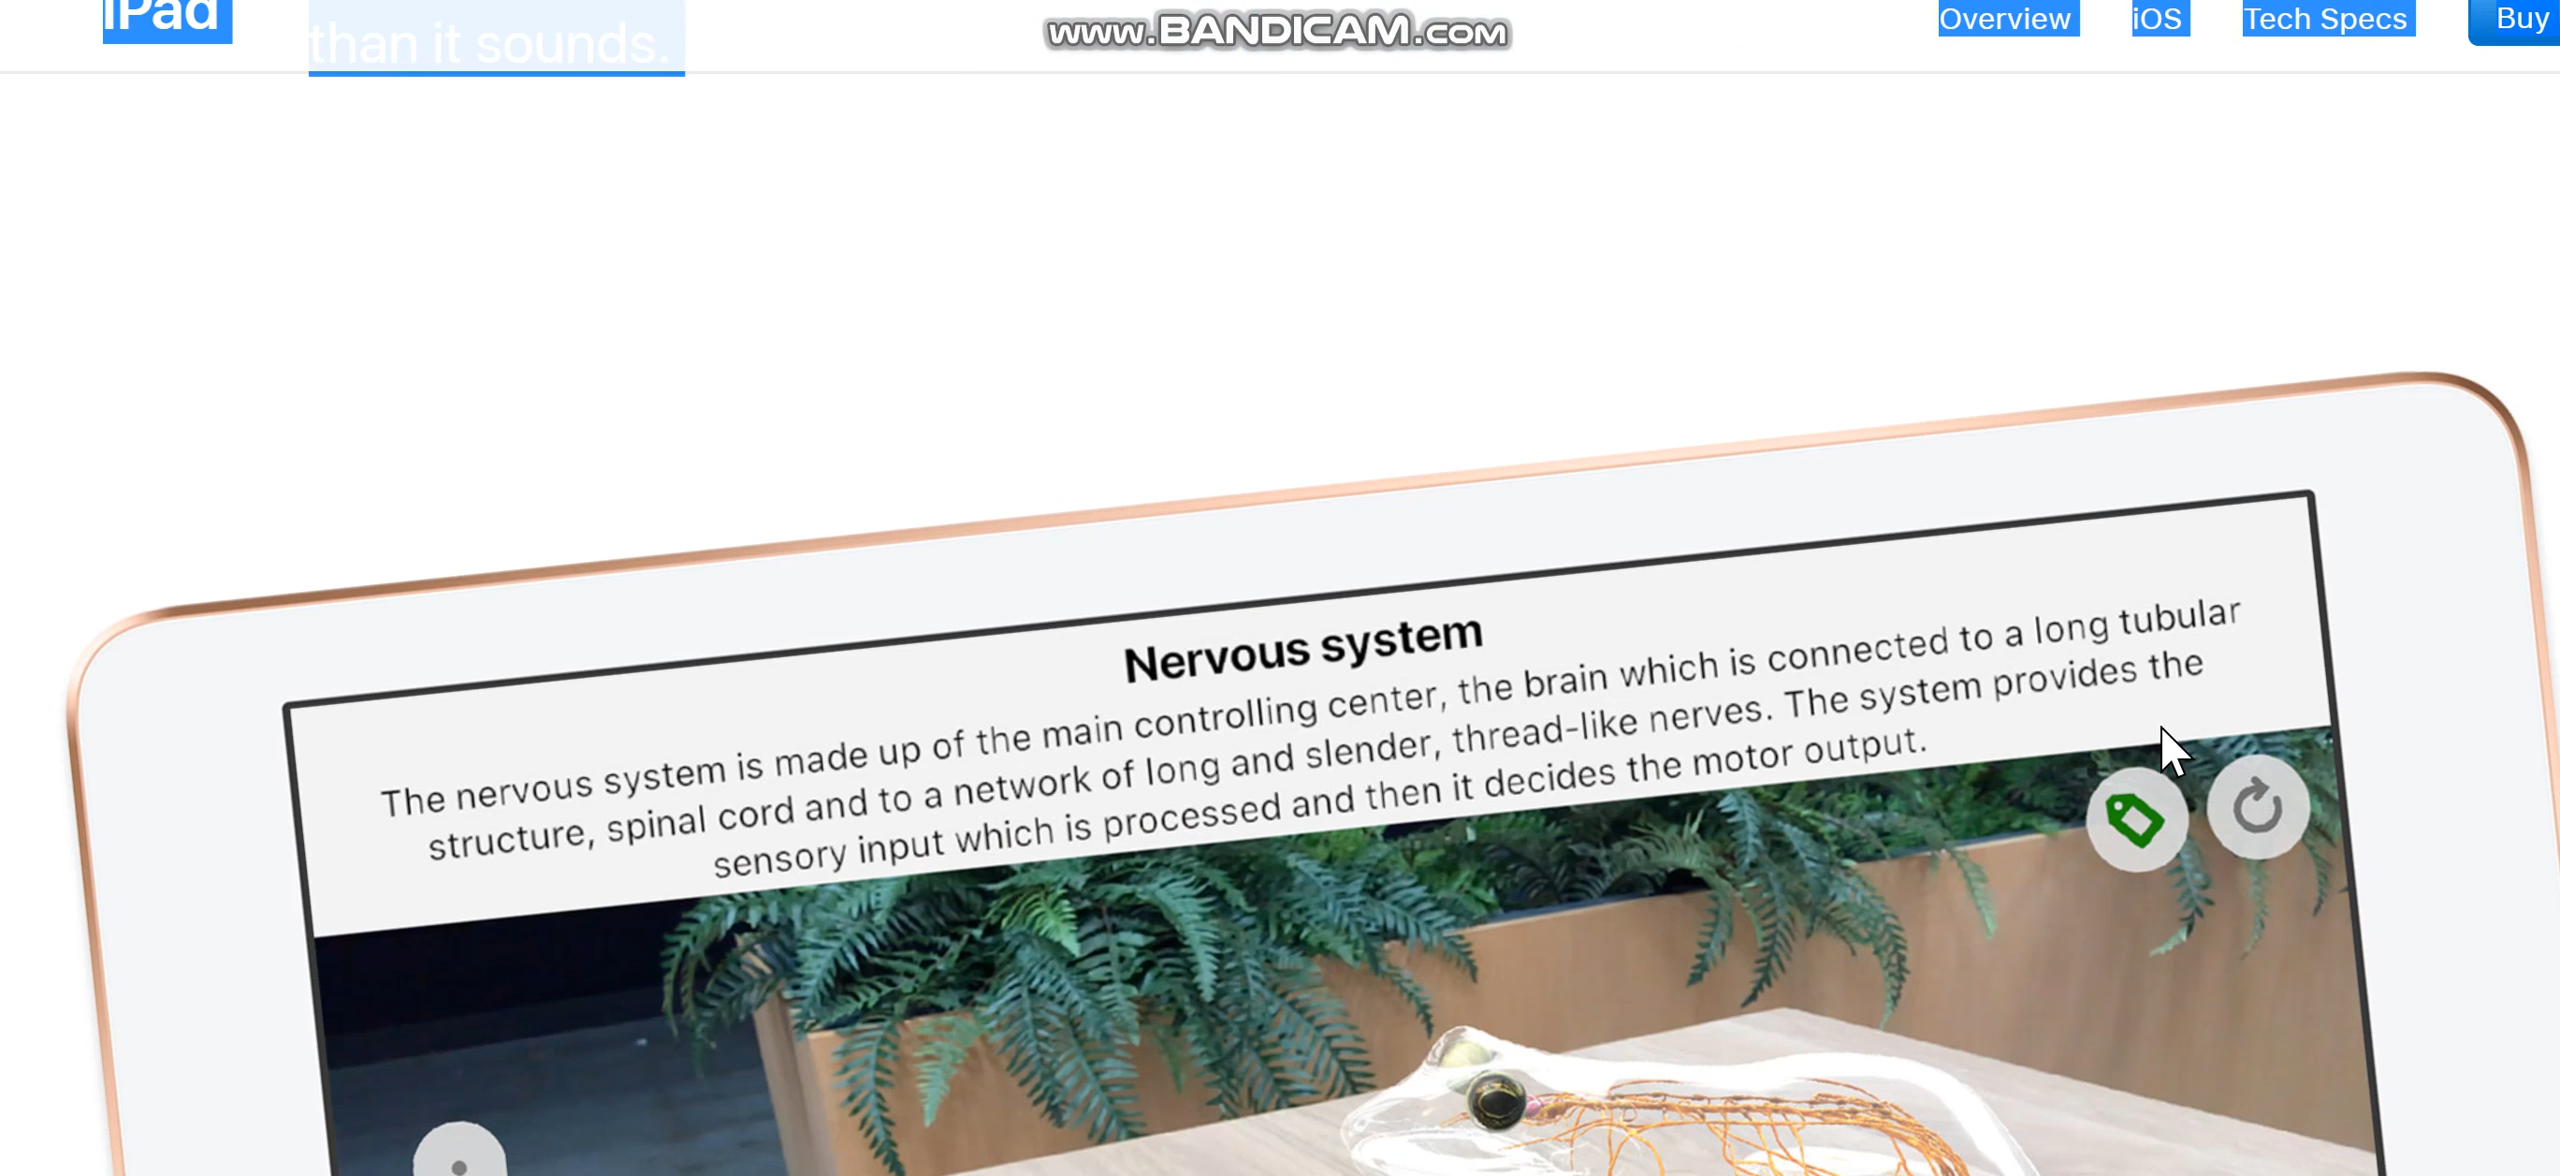 iPad
than it sounds.
www.BANDICAM.com
Overview
iOS
Tech Specs
Buy
Nervous system
The nervous system is made up of the main controlling center, the brain which is connected to a long tubular
structure, spinal cord and to a network of long and slender, thread-like nerves. The system provides the
sensory input which is processed and then it decides the motor output.